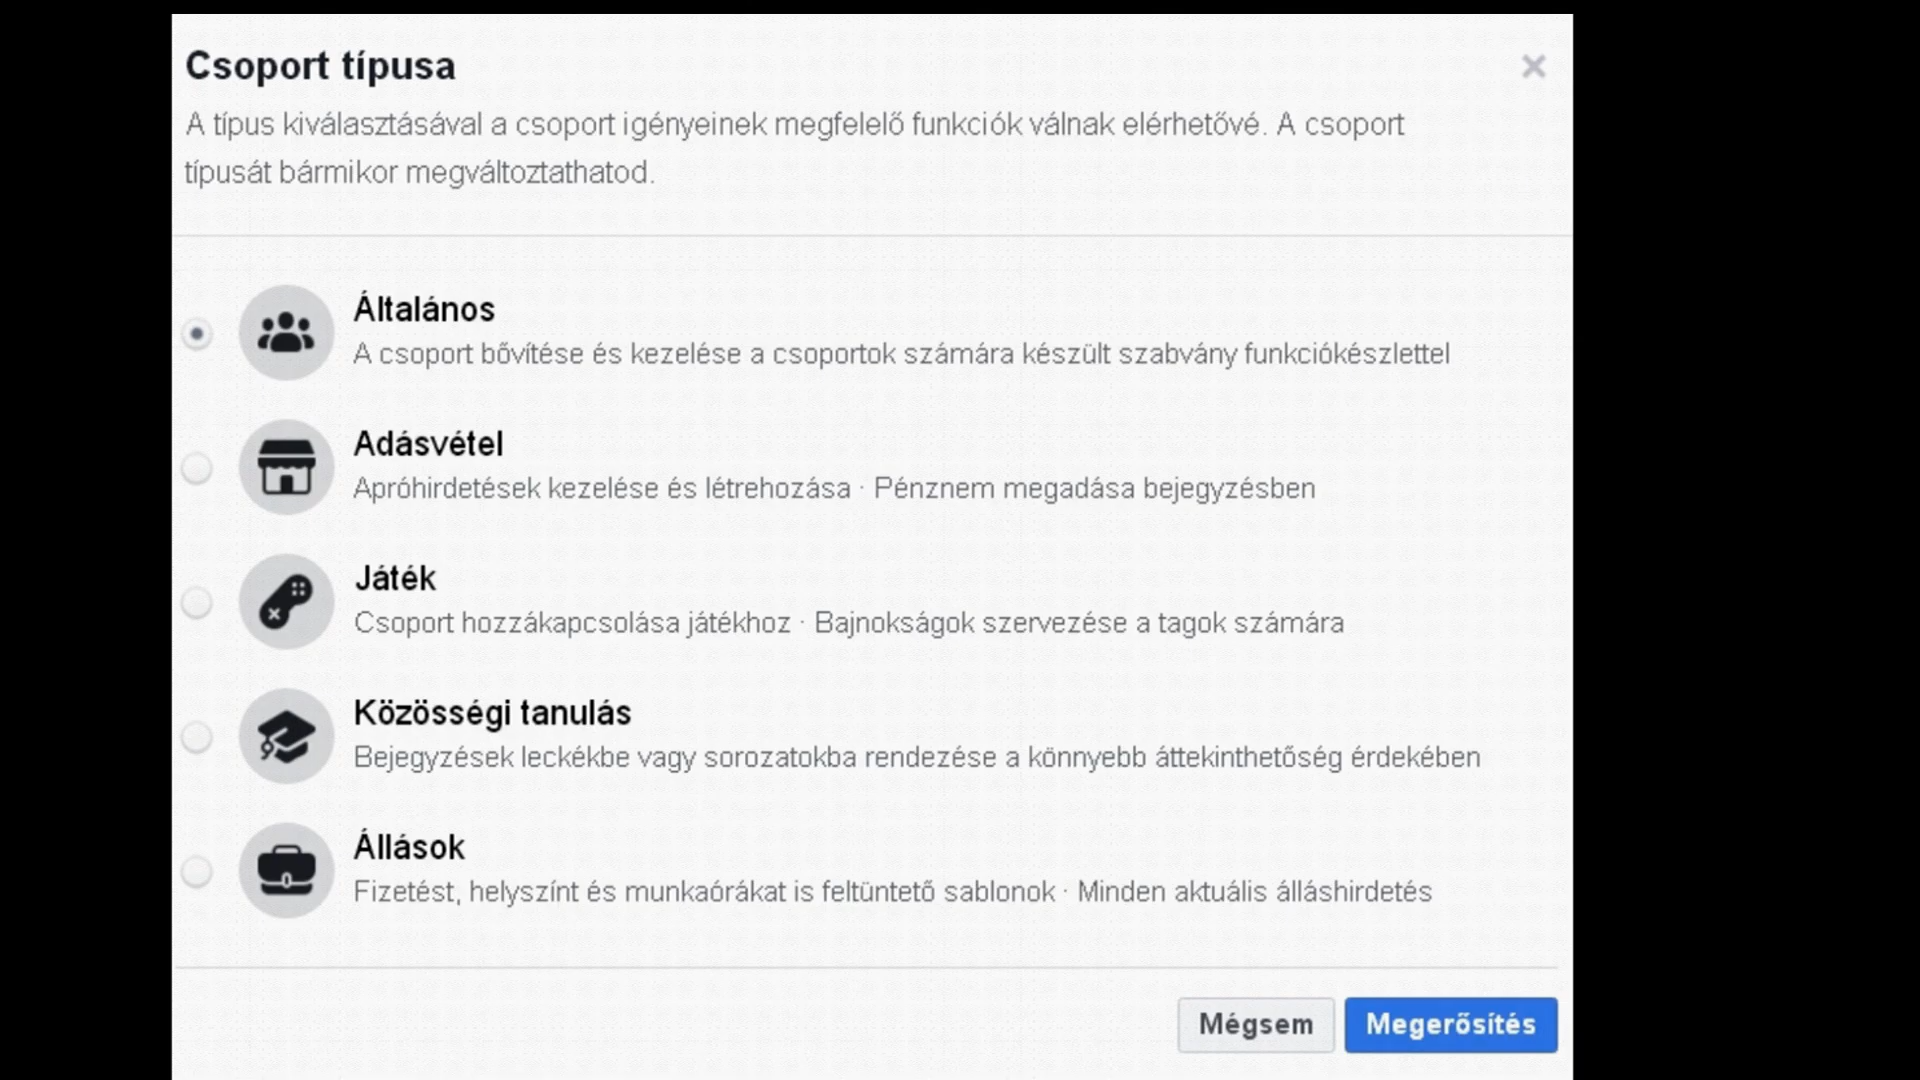 Csoport típusa
A típus kiválasztásával a csoport igényeinek megfelelő funkciók válnak elérhetővé. A csoport
típusát bármikor megváltoztathatod.
Általános
A csoport bővítése és kezelése a csoportok számára készült szabvány funkciókészlettel
Adásvétel
Apróhirdetések kezelése és létrehozása · Pénznem megadása bejegyzésben
Játék
Csoport hozzákapcsolása játékhoz · Bajnokságok szervezése a tagok számára
Közösségi tanulás
Bejegyzések leckékbe vagy sorozatokba rendezése a könnyebb áttekinthetőség érdekében
Állások
Fizetést, helyszínt és munkaórákat is feltüntető sablonok · Minden aktuális álláshirdetés
Mégsem
Megerősítés